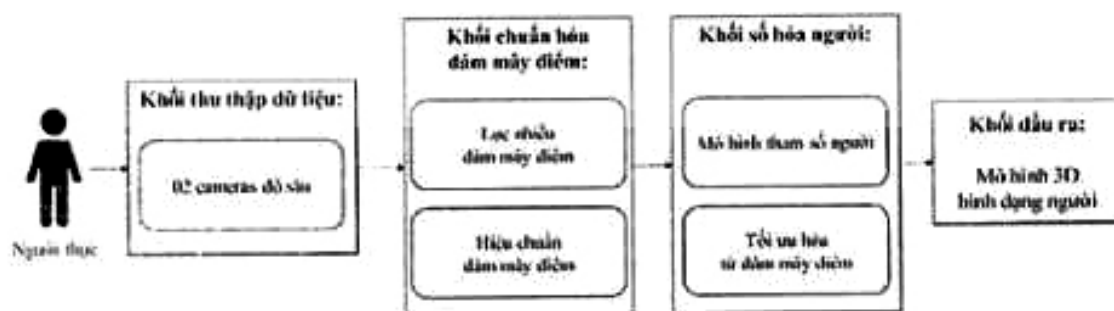 Người thực
Khối thu thập dữ liệu:
02 cameras độ sâu
Khối chuẩn hóa
đám mây điểm:
Lọc nhiễu
đám mây điểm
Hiệu chuẩn
đám mây điểm
Khối số hóa người:
Mô hình tham số người
Tối ưu hóa
từ đám mây điểm
Khối đầu ra:
Mô hình 3D
hình dạng người